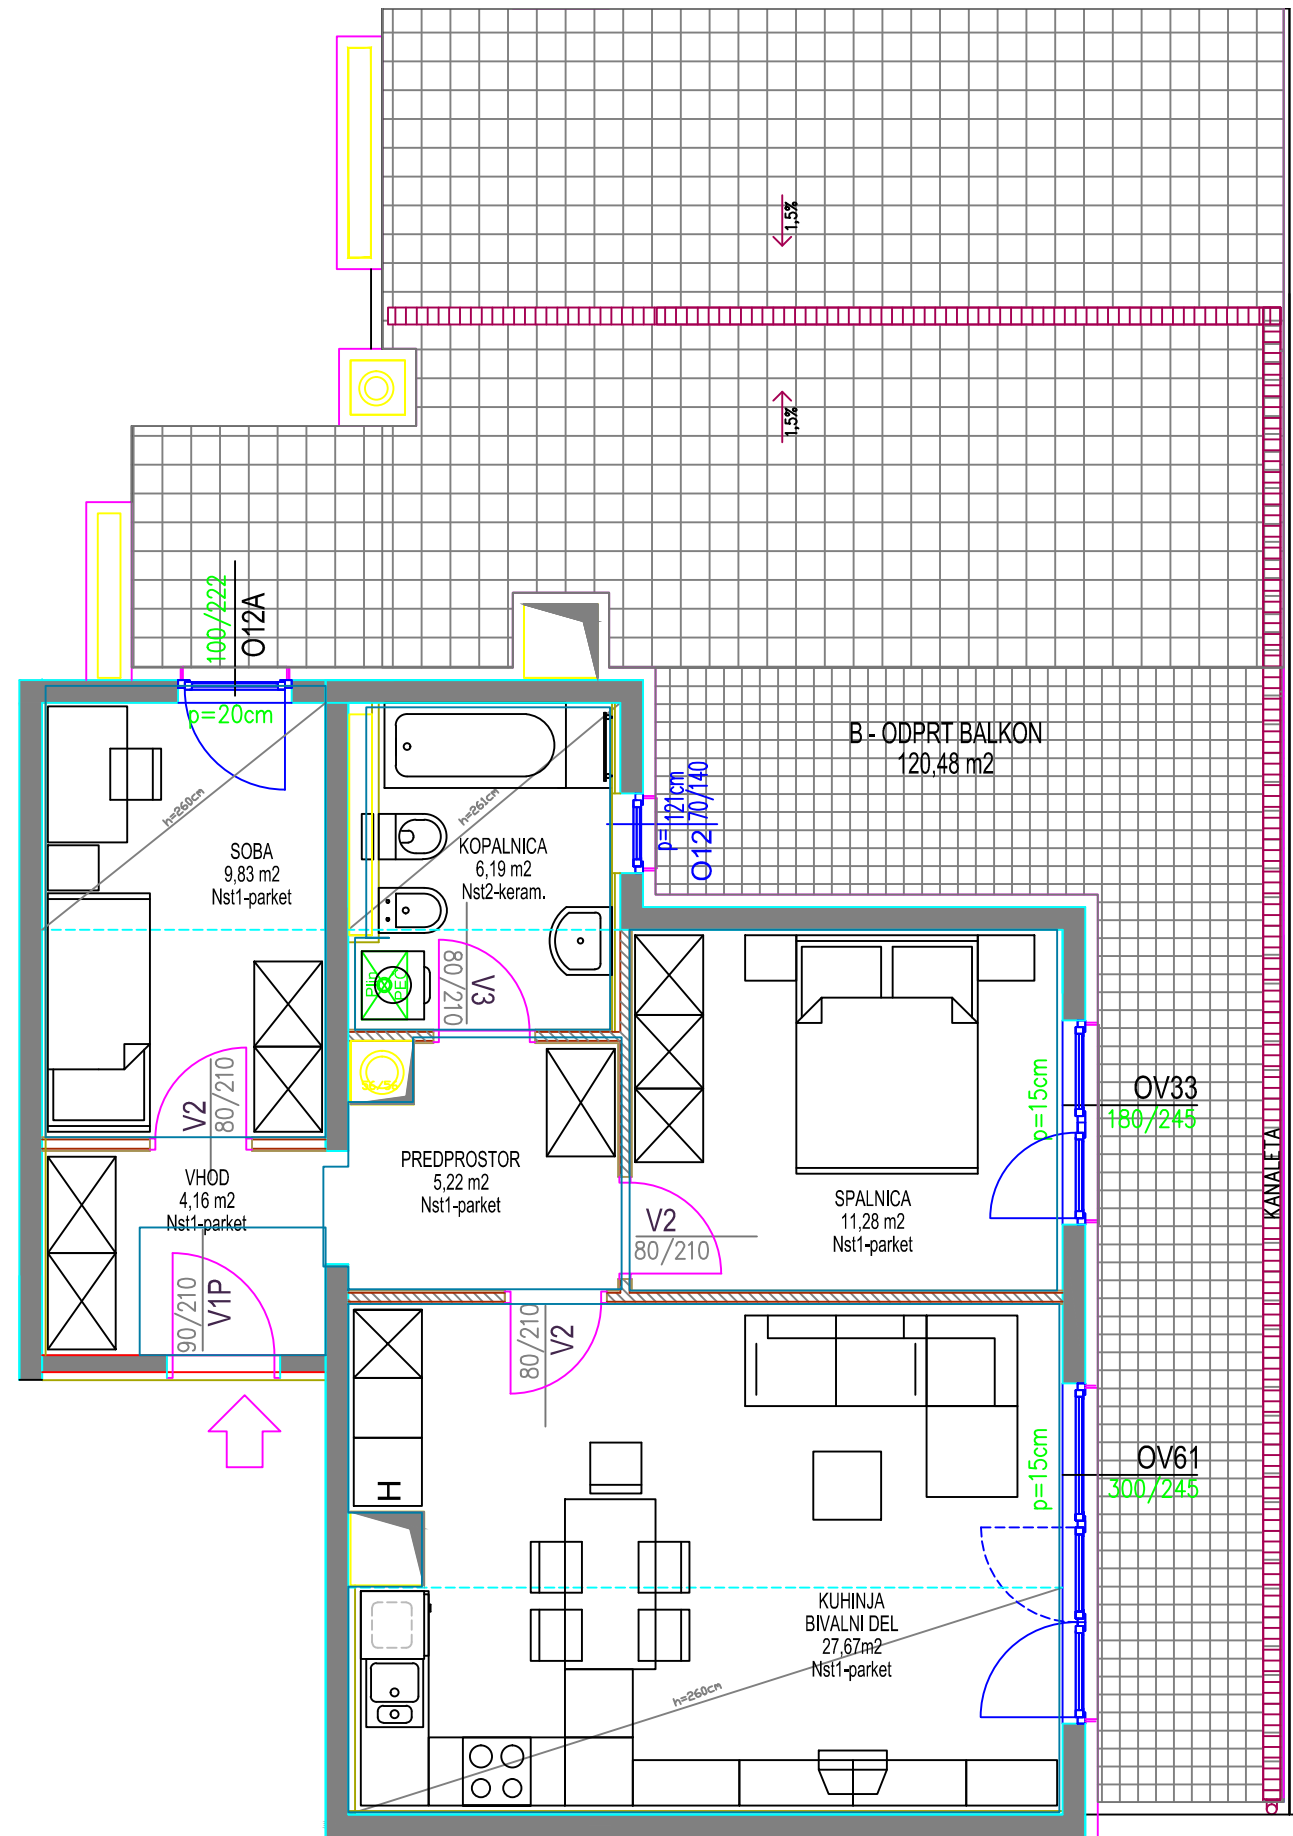 1,5%
1,5%
100/222
O12A
p=20cm
B - ODPRT BALKON
120,48 m2
p= 121cm
O12 70/140
h=260cm
h=261cm
SOBA
9,83 m2
Nst1-parket
KOPALNICA
6,19 m2
Nst2-keram.
Plin
PEC
80/210
V3
V2
80/210
p=15cm
OV33
180/245
KANALETA
VHOD
4,16 m2
Nst1-parket
PREDPROSTOR
5,22 m2
Nst1-parket
V2
80/210
SPALNICA
11,28 m2
Nst1-parket
90/210
V1P
80/210
V2
H
p=15cm
OV61
300/245
KUHINJA
BIVALNI DEL
27,67m2
Nst1-parket
h=260cm